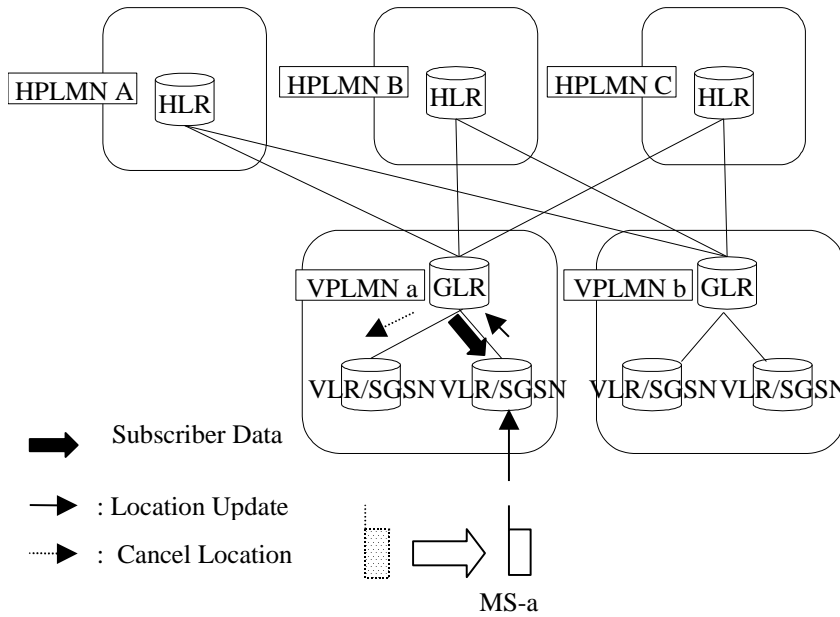 HPLMN A
HLR
HPLMN B
HLR
HPLMN C
HLR
VPLMN a
GLR
VPLMN b
GLR
VLR/SGSN
VLR/SGSN
VLR/SGSN
VLR/SGSN
Subscriber Data
: Location Update
: Cancel Location
MS-a